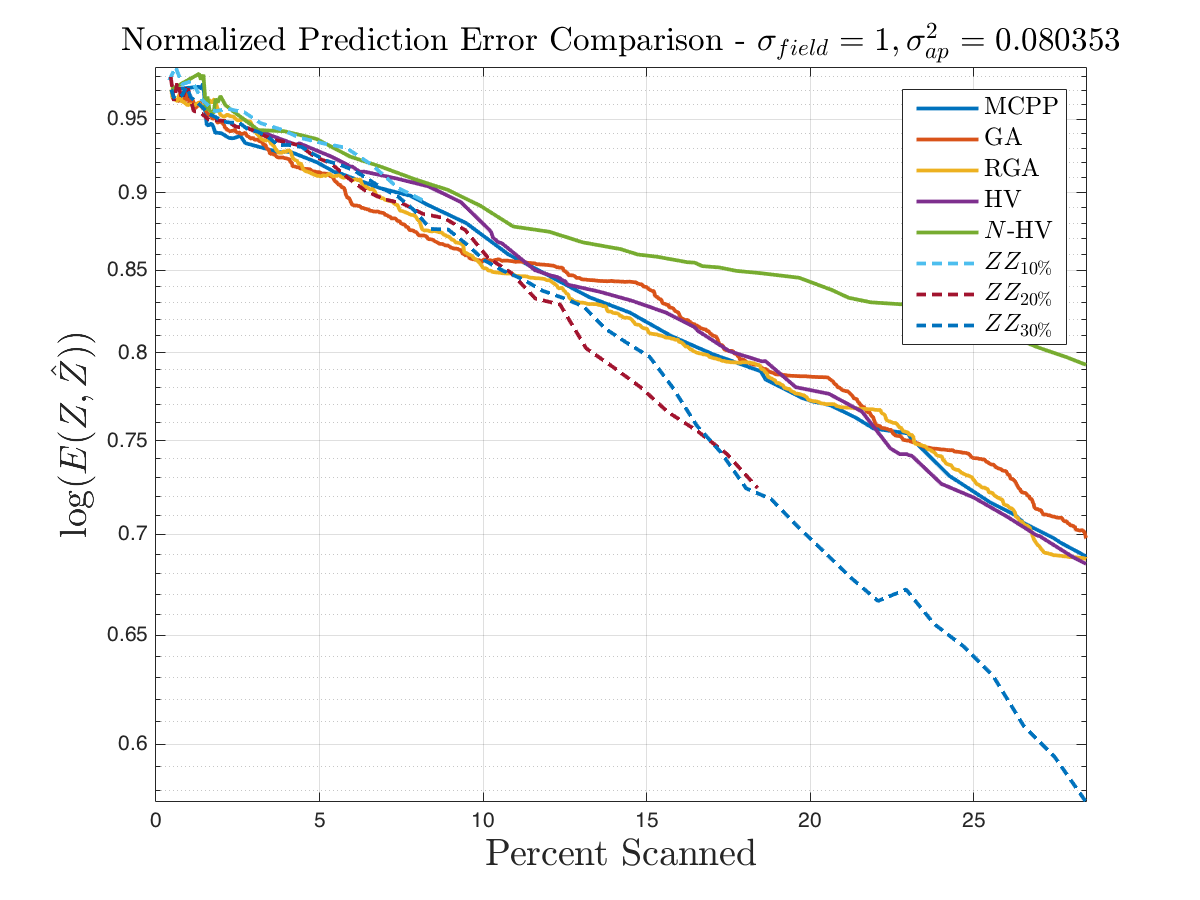 Normalized Prediction Error Comparison - σ_field = 1, σ²_ap = 0.080353
MCPP
GA
RGA
HV
N-HV
ZZ_10%
ZZ_20%
ZZ_30%
log(E(Z, Ẑ))
0.95
0.9
0.85
0.8
0.75
0.7
0.65
0.6
0 5 10 15 20 25
Percent Scanned